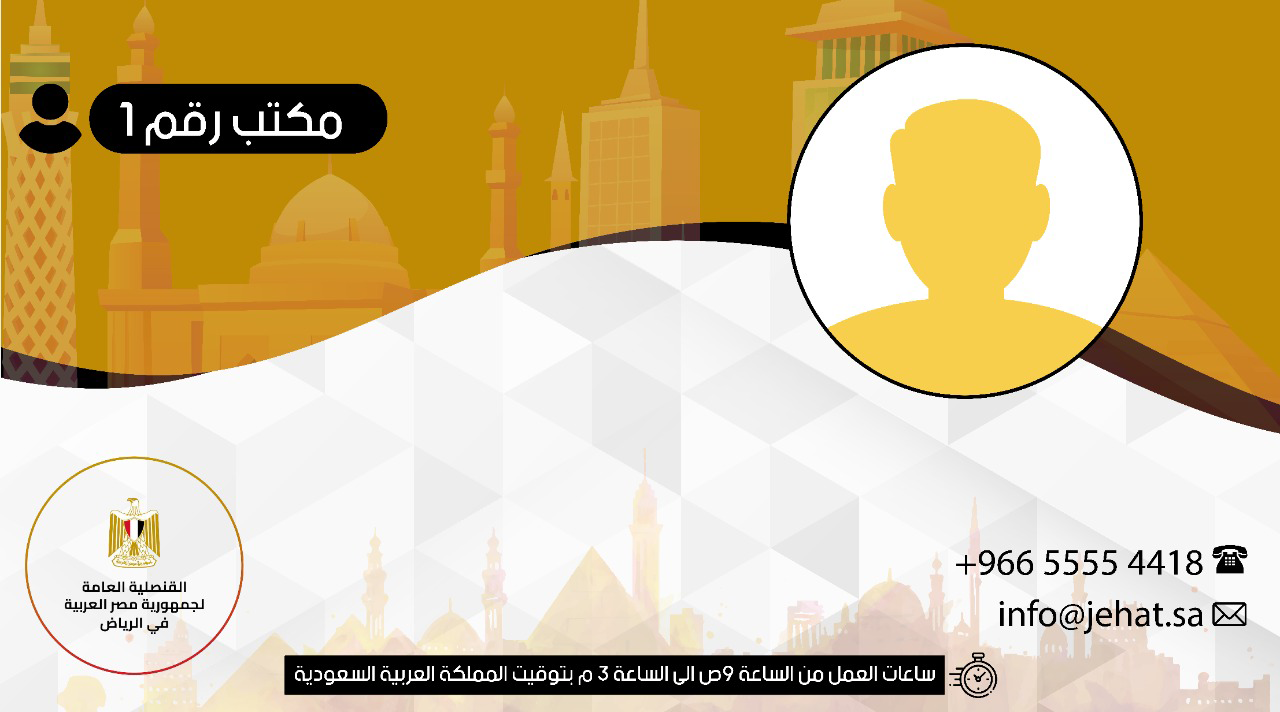 مكتب رقم 1
القنصلية العامة
لجمهورية مصر العربية
في الرياض
+966 5555 4418
info@jehat.sa
ساعات العمل من الساعة 9ص الى الساعة 3 م بتوقيت المملكة العربية السعودية